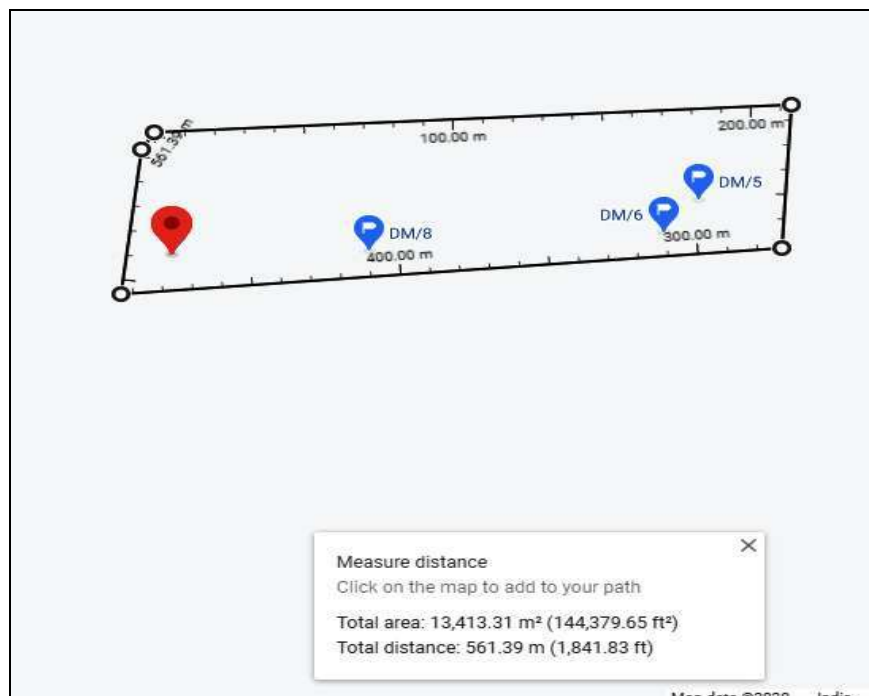 561.39 m
100.00 m
200.00 m
DM/5
DM/6
DM/8
300.00 m
400.00 m
Measure distance
Click on the map to add to your path
Total area: 13,413.31 m² (144,379.65 ft²)
Total distance: 561.39 m (1,841.83 ft)